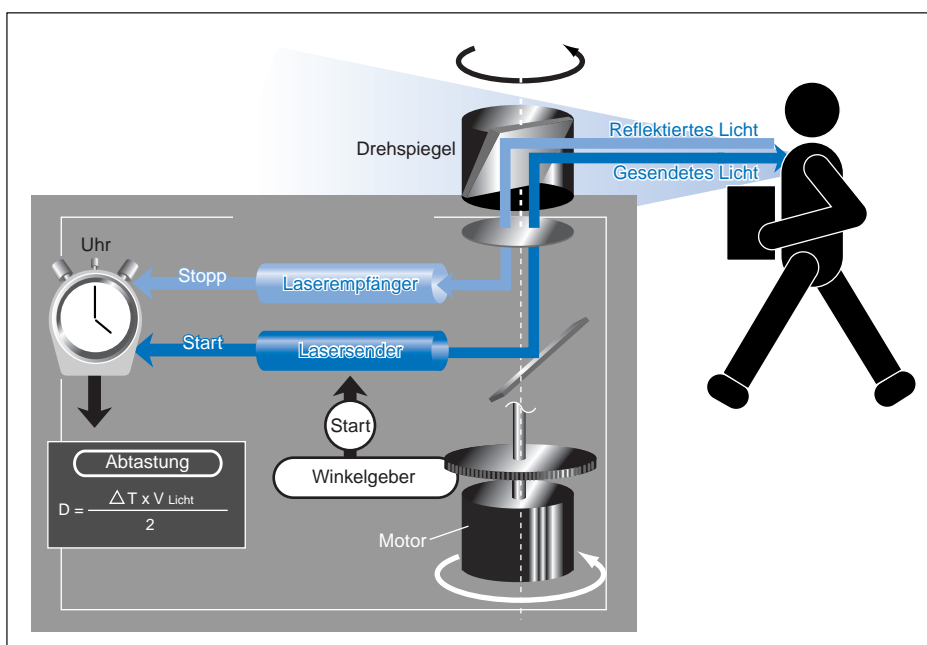 Reflektiertes Licht
Drehspiegel
Gesendetes Licht
Uhr
Stopp
Laserempfänger
Start
Lasersender
Start
Abtastung
Winkelgeber
D = △ T x V Licht
2
Motor